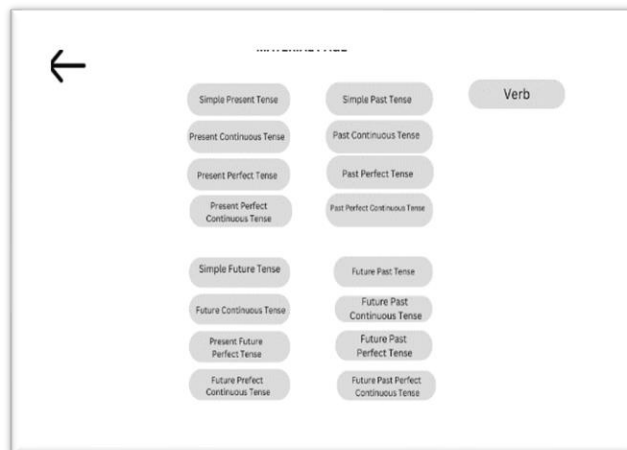 Simple Present Tense
Simple Past Tense
Verb
Present Continuous Tense
Past Continuous Tense
Present Perfect Tense
Past Perfect Tense
Present Perfect
Continuous Tense
Past Perfect Continuous Tense
Simple Future Tense
Future Past Tense
Future Continuous Tense
Future Past
Continuous Tense
Present Future
Perfect Tense
Future Past
Perfect Tense
Future Prefect
Continuous Tense
Future Past Perfect
Continuous Tense